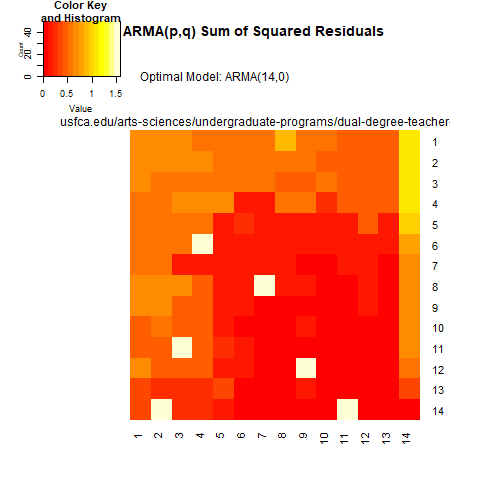 Color Key
and Histogram
Count
0 20 40
0 0.5 1 1.5
Value
ARMA(p,q) Sum of Squared Residuals
Optimal Model: ARMA(14,0)
usfca.edu/arts-sciences/undergraduate-programs/dual-degree-teacher-
1
2
3
4
5
6
7
8
9
10
11
12
13
14
1 2 3 4 5 6 7 8 9 10 11 12 13 14